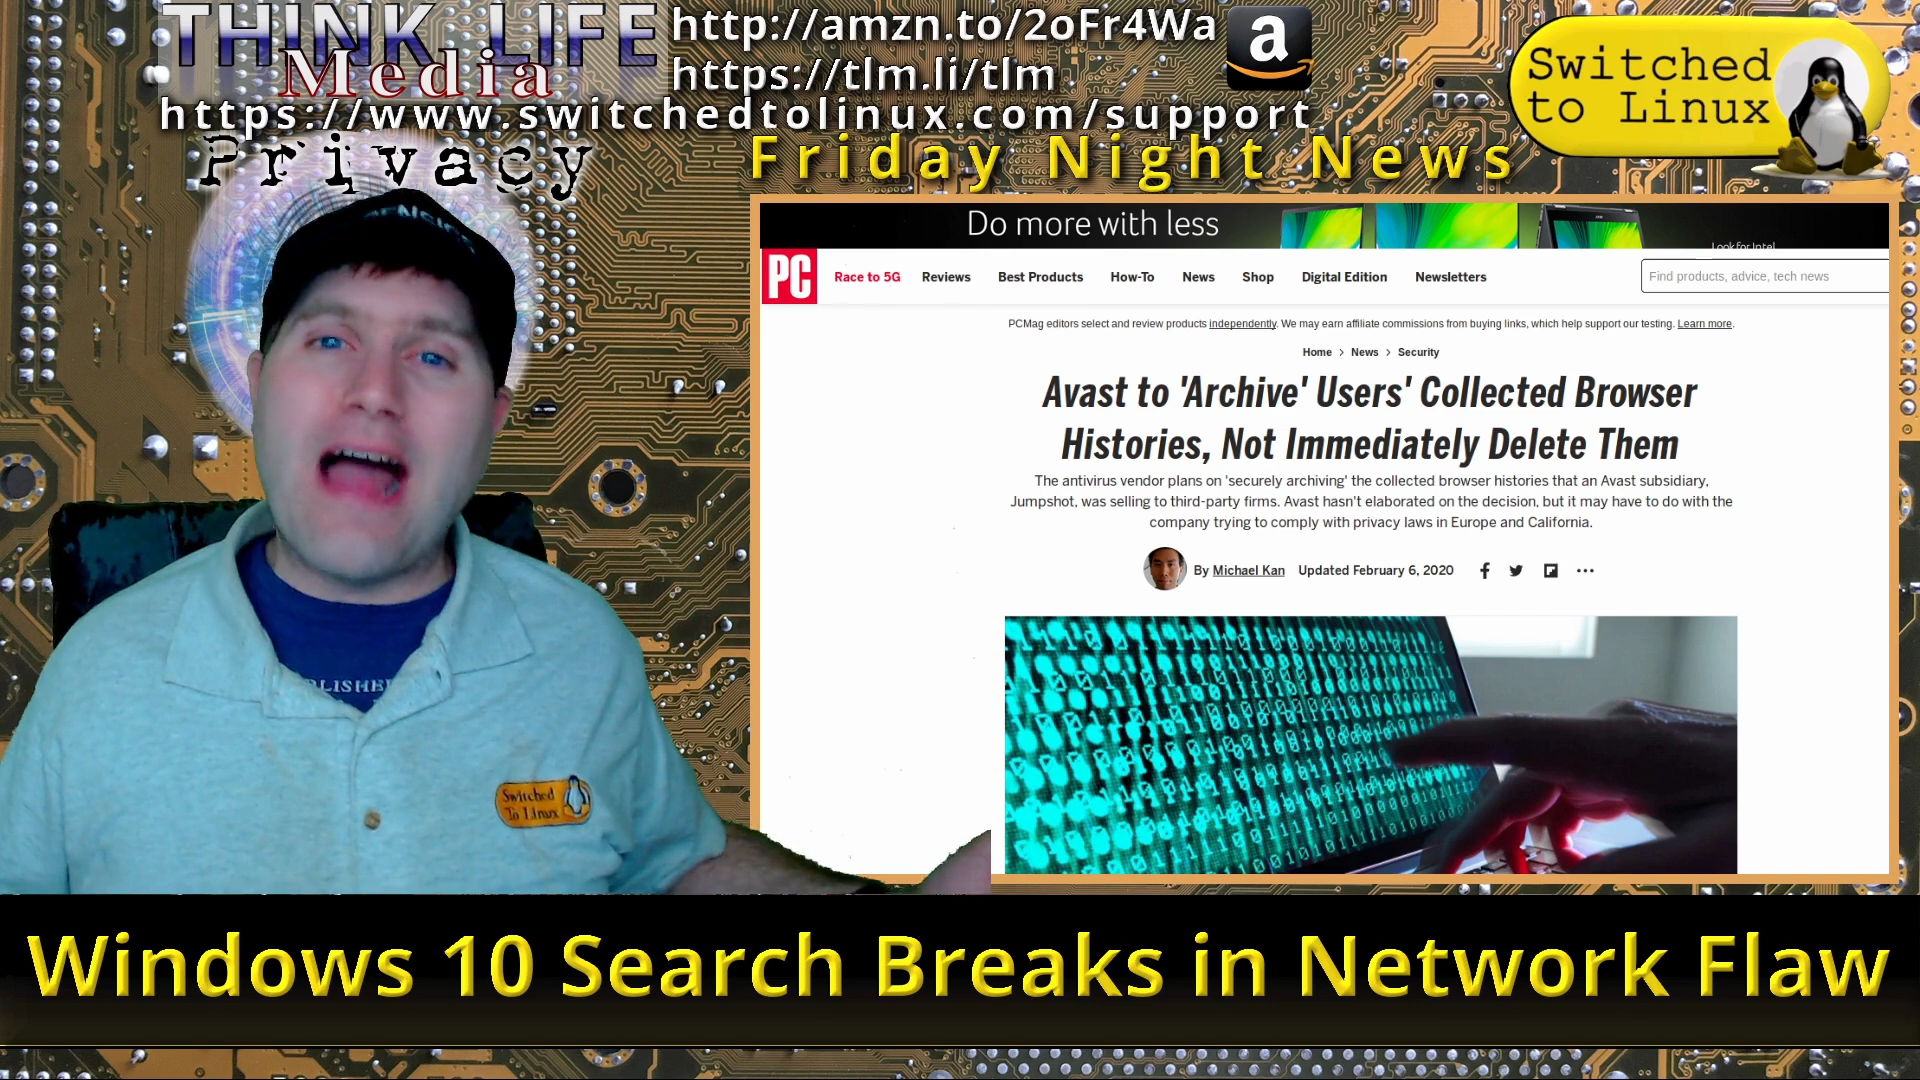 THINK LIFE
Media
http://amzn.to/2oFr4Wa
https://tlm.li/tlm
https://www.switchedtolinux.com/support
Privacy
Friday Night News
Switched
to Linux
Do more with less
Look for Intel
PC
Race to 5G Reviews Best Products How-To News Shop Digital Edition Newsletters
Find products, advice, tech news
PCMag editors select and review products independently. We may earn affiliate commissions from buying links, which help support our testing. Learn more.
Home > News > Security
Avast to 'Archive' Users' Collected Browser
Histories, Not Immediately Delete Them
The antivirus vendor plans on 'securely archiving' the collected browser histories that an Avast subsidiary,
Jumpshot, was selling to third-party firms. Avast hasn't elaborated on the decision, but it may have to do with the
company trying to comply with privacy laws in Europe and California.
By Michael Kan Updated February 6, 2020
Switched
To Linux
Windows 10 Search Breaks in Network Flaw